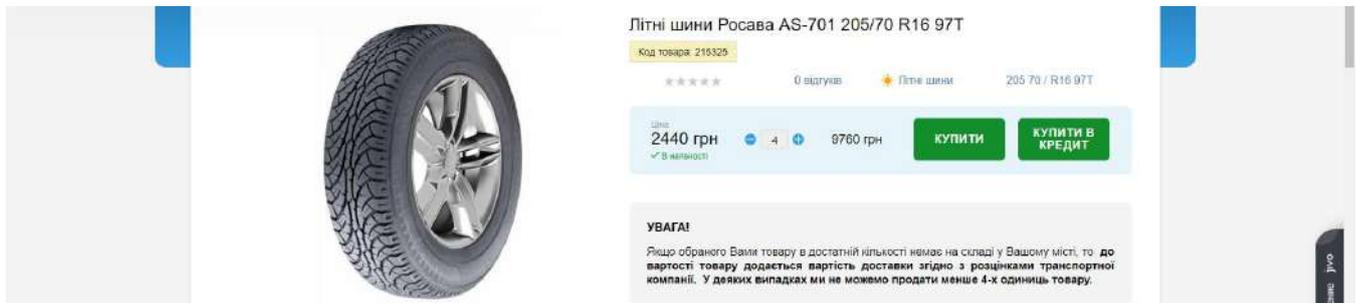 Літні шини Росава AS-701 205/70 R16 97T
Код товара: 215325
0 відгуків
Літні шини
205 70 / R16 97T
Ціна
2440 грн
4
9760 грн
КУПИТИ
КУПИТИ В
КРЕДИТ
В наявності
УВАГА!
Якщо обраного Вами товару в достатній кількості немає на складі у Вашому місті, то до
вартості товару додається вартість доставки згідно з розцінками транспортної
компанії. У деяких випадках ми не можемо продати менше 4-х одиниць товару.
jivo